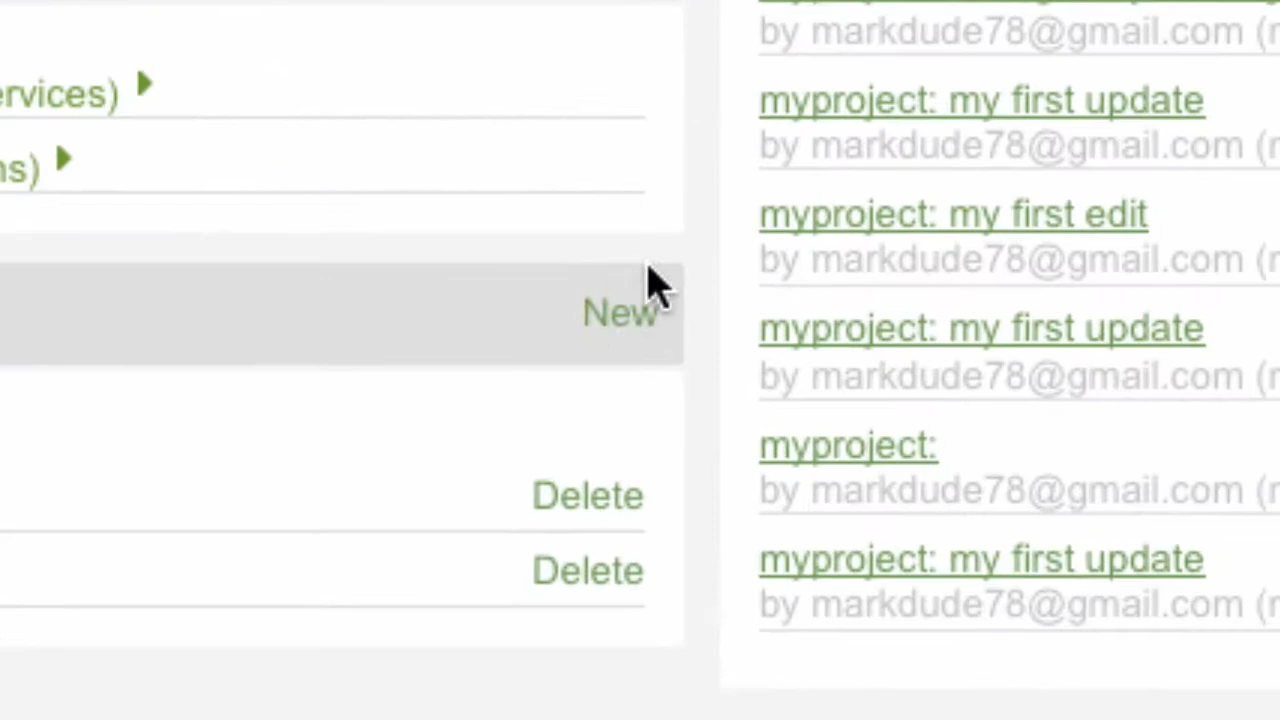 ervices)
ns)
New
Delete
Delete
by markdude78@gmail.com (r
myproject: my first update
by markdude78@gmail.com (r
myproject: my first edit
by markdude78@gmail.com (r
myproject: my first update
by markdude78@gmail.com (r
myproject:
by markdude78@gmail.com (r
myproject: my first update
by markdude78@gmail.com (r